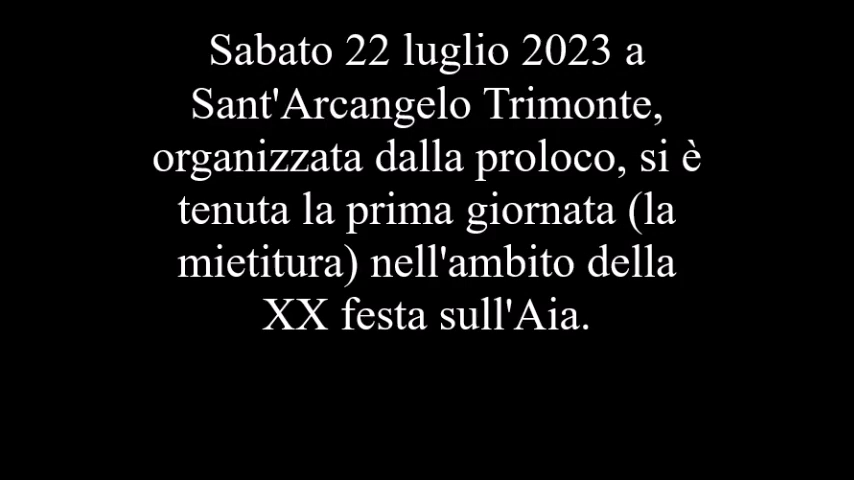 Sabato 22 luglio 2023 a
Sant'Arcangelo Trimonte,
organizzata dalla proloco, si è
tenuta la prima giornata (la
mietitura) nell'ambito della
XX festa sull'Aia.